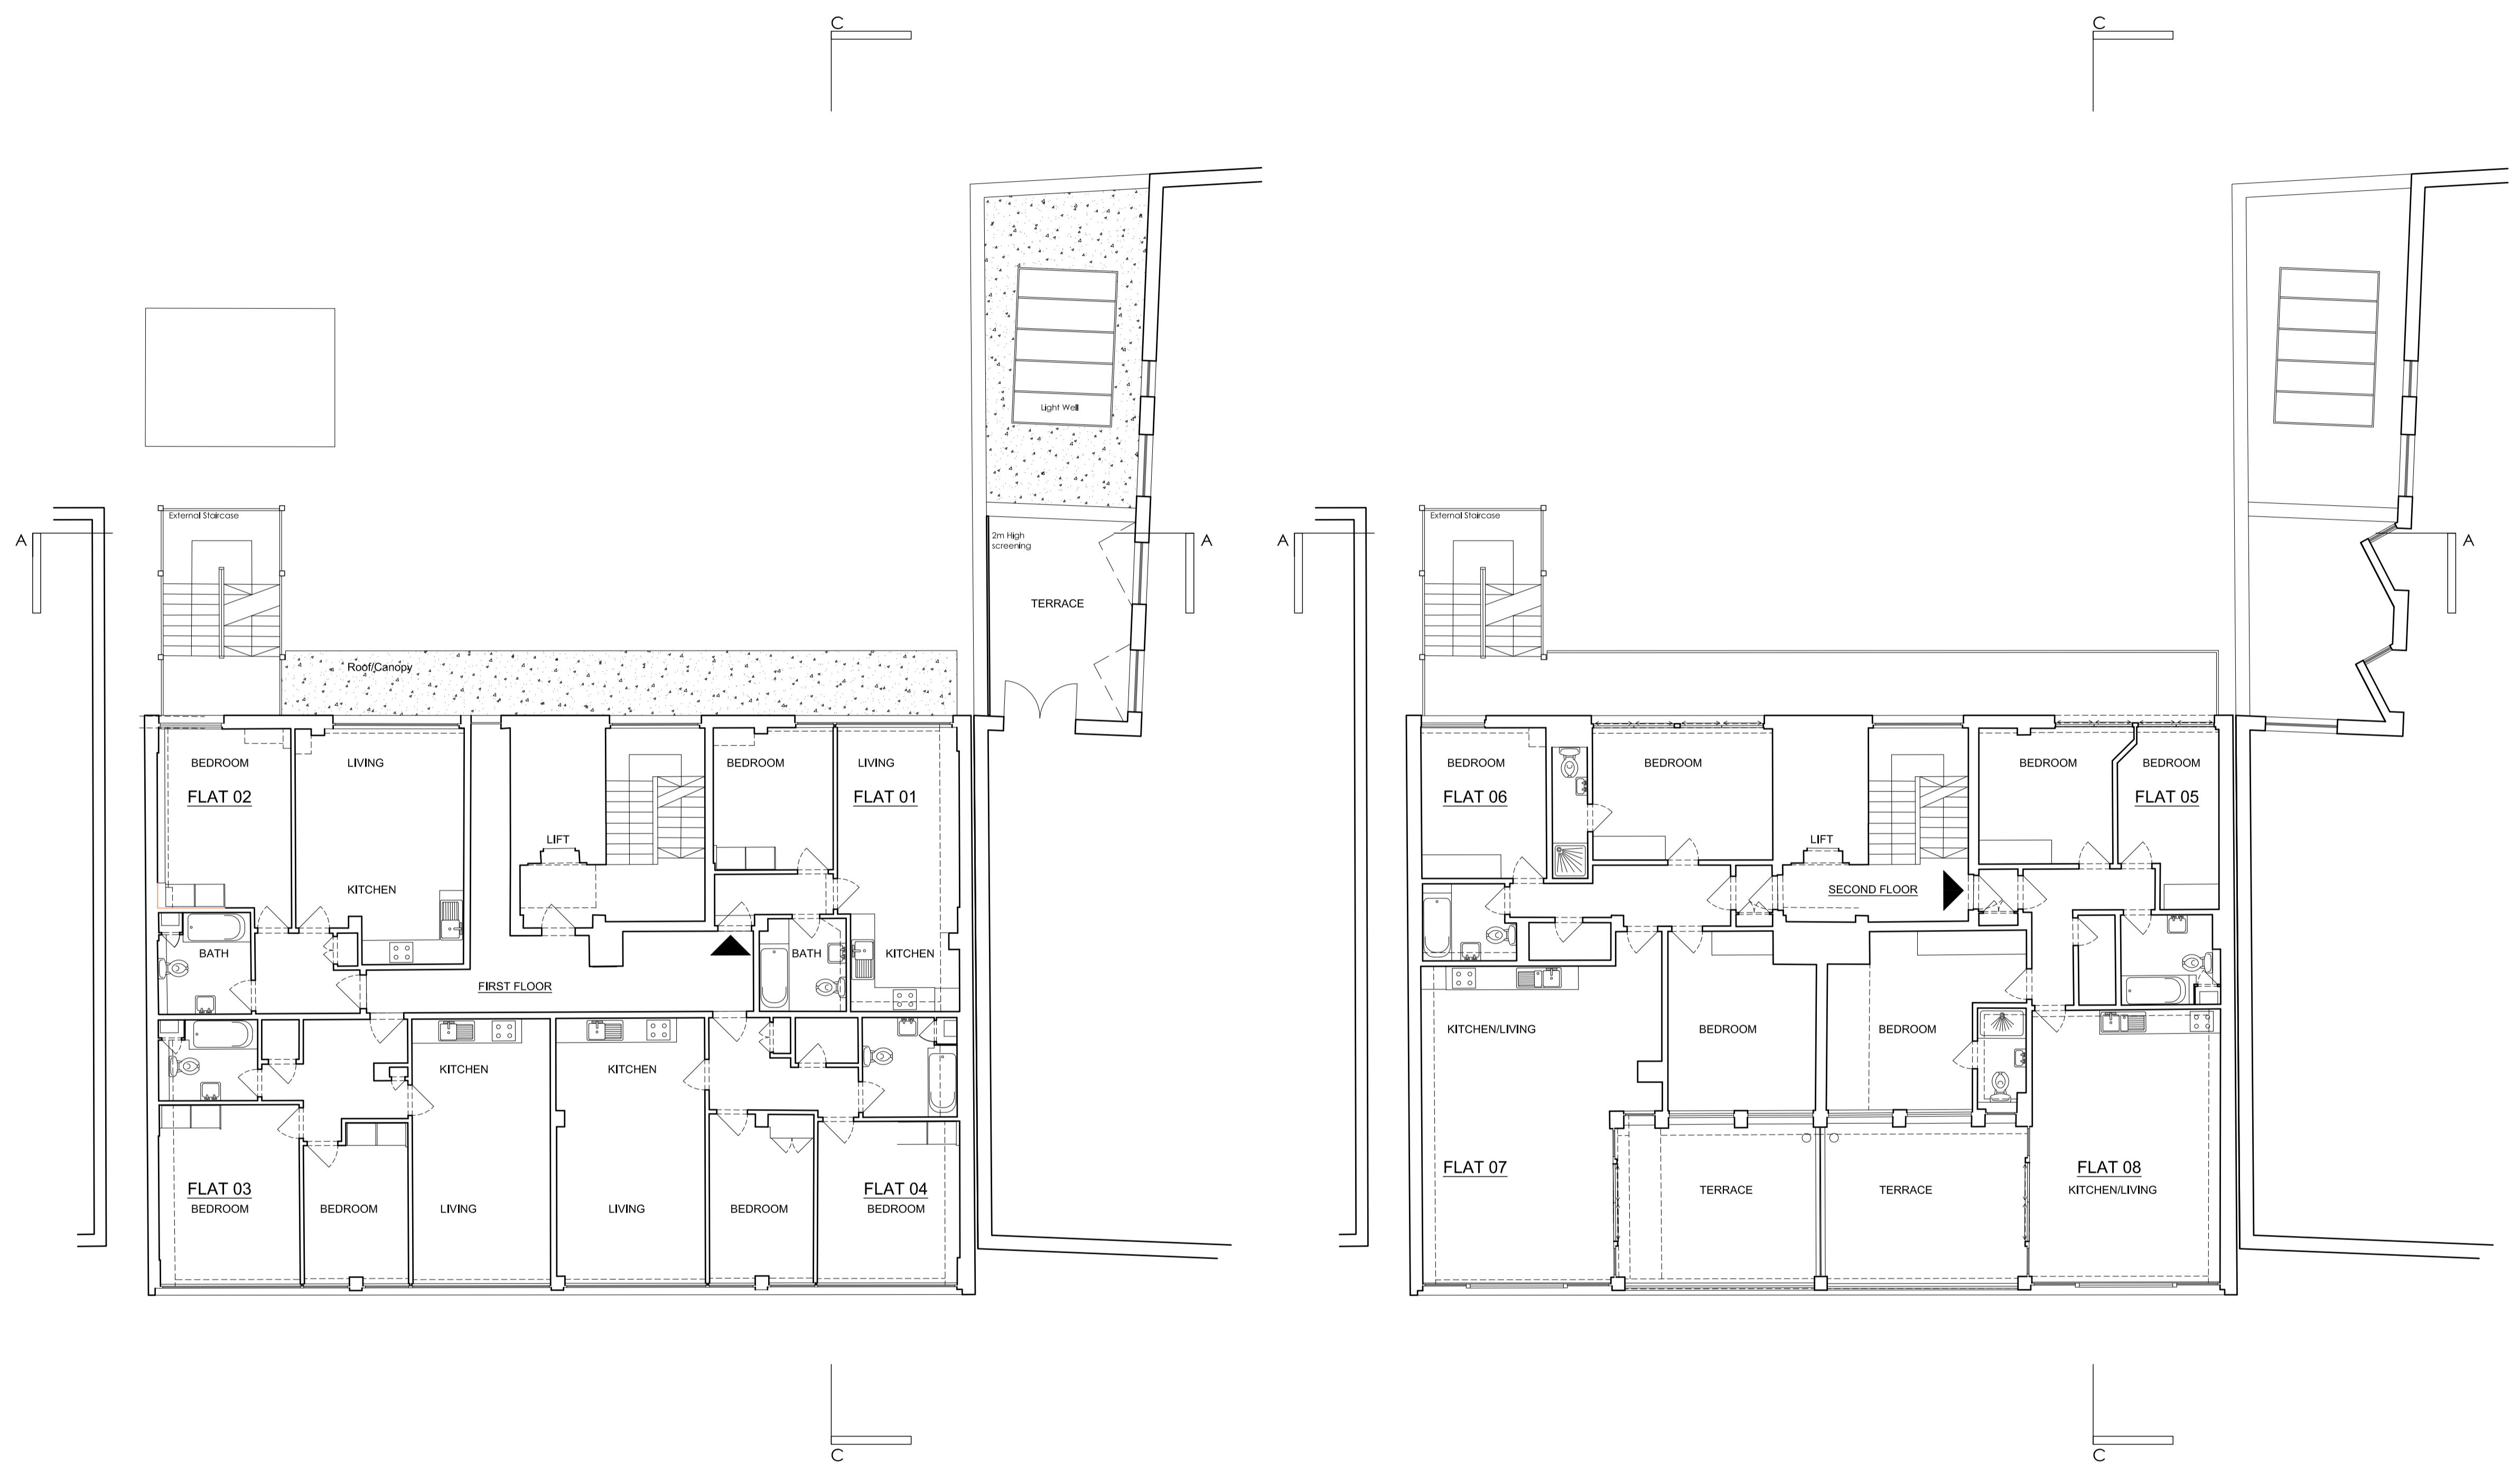 C
C
Light Well
External Staircase
2m High
screening
External Staircase
A
A
A
A
TERRACE
Roof/Canopy
BEDROOM
LIVING
BEDROOM
LIVING
FLAT 02
FLAT 01
LIFT
KITCHEN
BATH
BATH
KITCHEN
FIRST FLOOR
KITCHEN
KITCHEN
FLAT 03
BEDROOM
BEDROOM
LIVING
LIVING
BEDROOM
FLAT 04
BEDROOM
BEDROOM
BEDROOM
BEDROOM
BEDROOM
FLAT 06
FLAT 05
LIFT
SECOND FLOOR
KITCHEN/LIVING
BEDROOM
BEDROOM
FLAT 07
TERRACE
TERRACE
FLAT 08
KITCHEN/LIVING
C
C